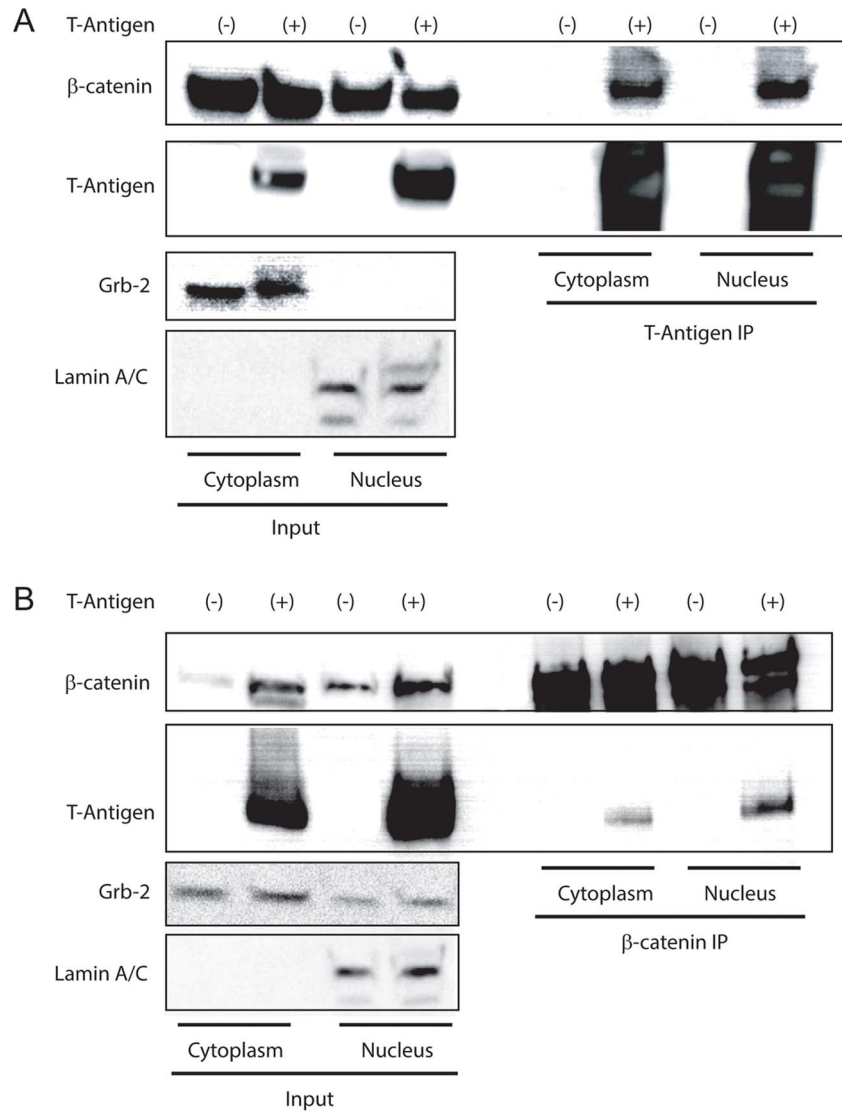 A
T-Antigen (-) (+) (-) (+) (-) (+) (-) (+)
β-catenin
T-Antigen
Grb-2
Cytoplasm Nucleus
T-Antigen IP
Lamin A/C
Cytoplasm Nucleus
Input
B
T-Antigen (-) (+) (-) (+) (-) (+) (-) (+)
β-catenin
T-Antigen
Grb-2
Cytoplasm Nucleus
β-catenin IP
Lamin A/C
Cytoplasm Nucleus
Input